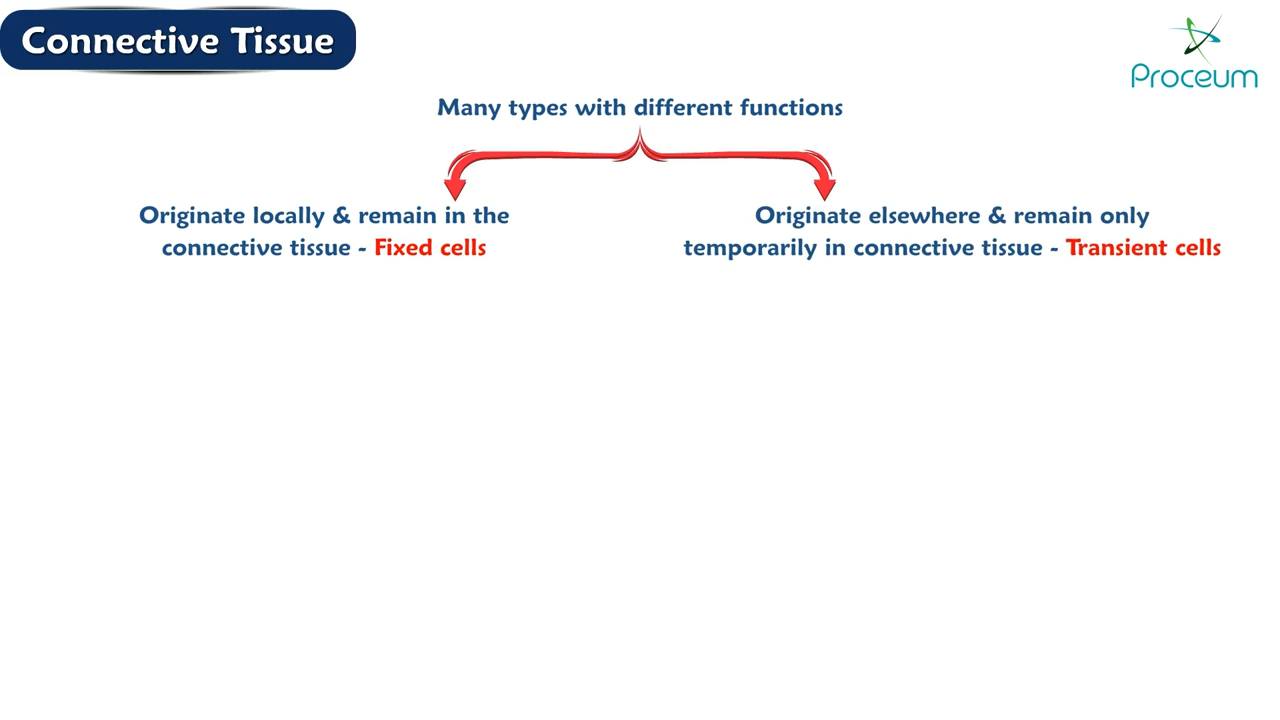 Connective Tissue
Proceum
Many types with different functions
Originate locally & remain in the
connective tissue - Fixed cells
Originate elsewhere & remain only
temporarily in connective tissue - Transient cells